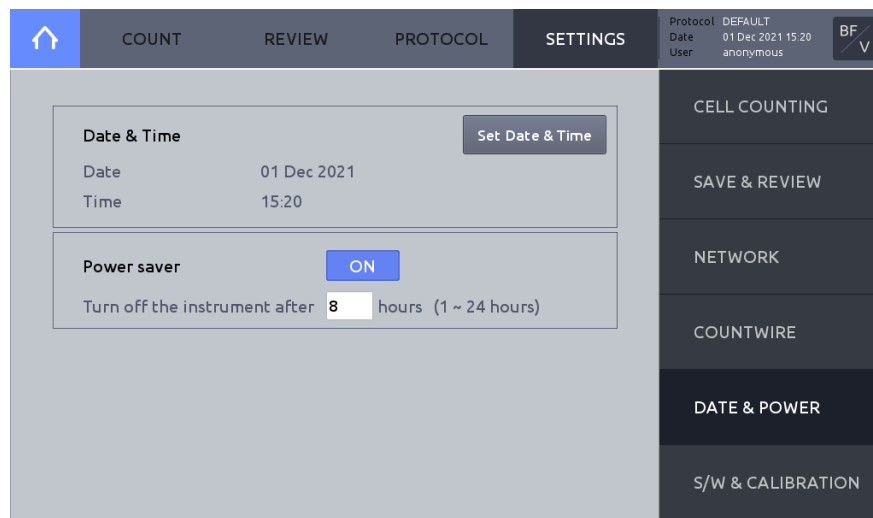 COUNT REVIEW PROTOCOL SETTINGS
Protocol DEFAULT
Date 01 Dec 2021 15:20
User anonymous
BF/V
Date & Time Set Date & Time
Date 01 Dec 2021
Time 15:20
Power saver ON
Turn off the instrument after 8 hours (1 ~ 24 hours)
CELL COUNTING
SAVE & REVIEW
NETWORK
COUNTWIRE
DATE & POWER
S/W & CALIBRATION